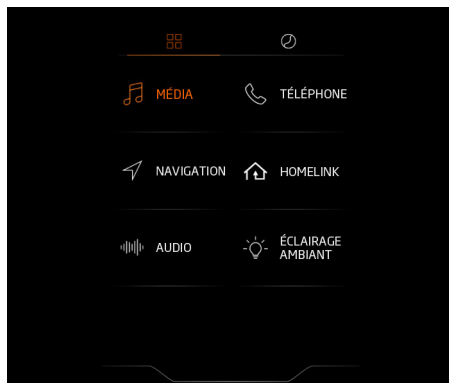 MÉDIA
TÉLÉPHONE
NAVIGATION
HOMELINK
AUDIO
ÉCLAIRAGE
AMBIANT